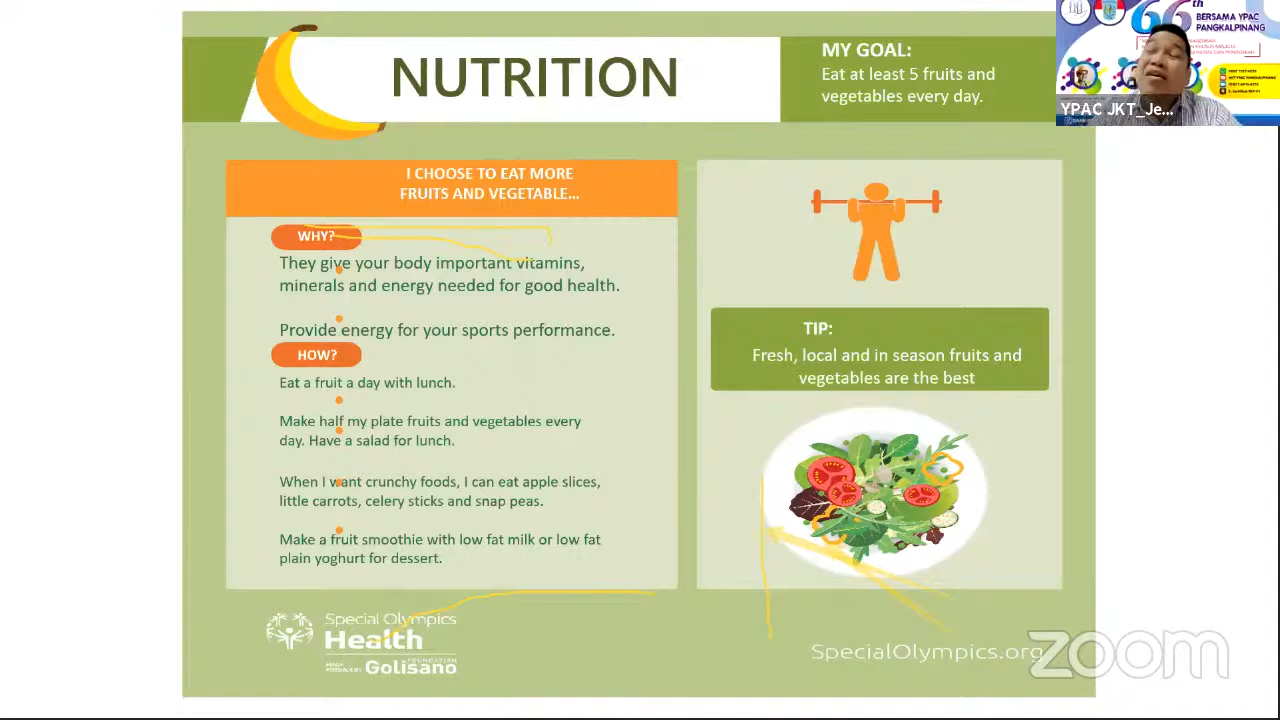 NUTRITION
MY GOAL:
Eat at least 5 fruits and
vegetables every day.
66th
BERSAMA YPAC
PANGKALPINANG
YPAC JKT_Je...
I CHOOSE TO EAT MORE
FRUITS AND VEGETABLE...
WHY?
They give your body important vitamins,
minerals and energy needed for good health.
Provide energy for your sports performance.
HOW?
Eat a fruit a day with lunch.
Make half my plate fruits and vegetables every
day. Have a salad for lunch.
When I want crunchy foods, I can eat apple slices,
little carrots, celery sticks and snap peas.
Make a fruit smoothie with low fat milk or low fat
plain yoghurt for dessert.
TIP:
Fresh, local and in season fruits and
vegetables are the best
Special Olympics
Health
MADE POSSIBLE BY
Golisano
FOUNDATION
SpecialOlympics.org
zoom